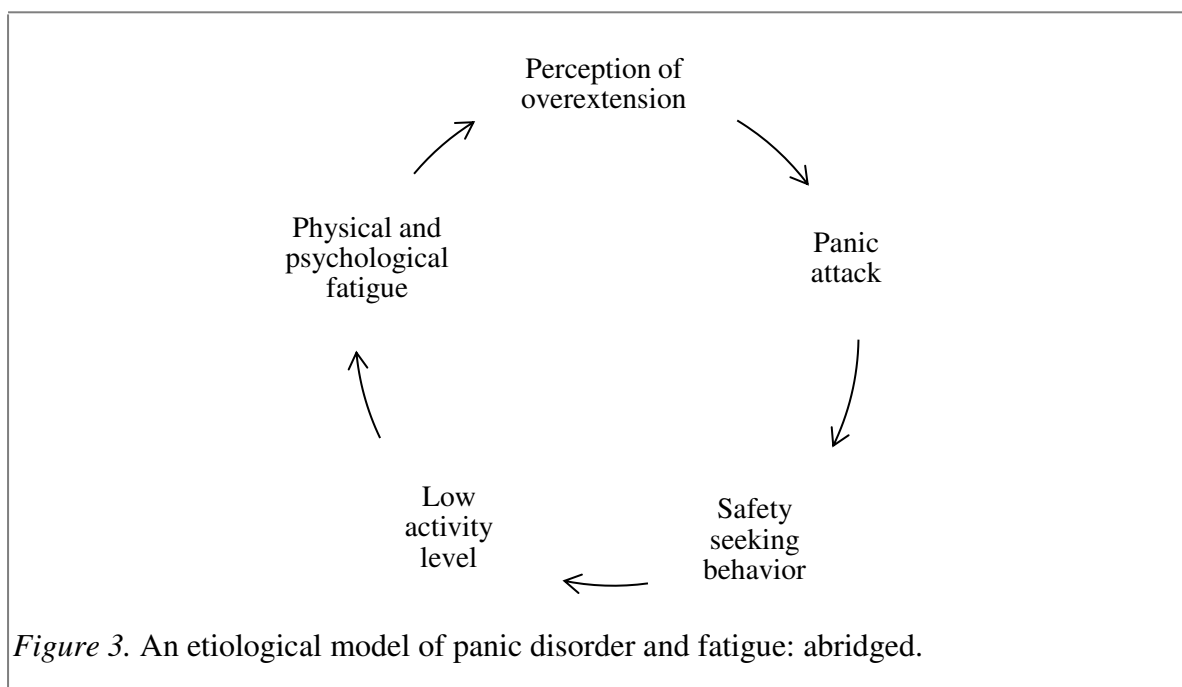 Perception of
overextension
Panic
attack
Safety
seeking
behavior
Low
activity
level
Physical and
psychological
fatigue
Figure 3. An etiological model of panic disorder and fatigue: abridged.